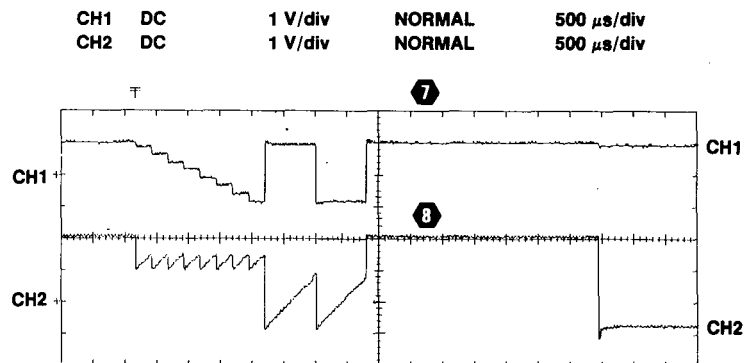 CH1 DC 1 V/div NORMAL 500 μs/div
CH2 DC 1 V/div NORMAL 500 μs/div
7
CH1 CH1
8
CH2 CH2